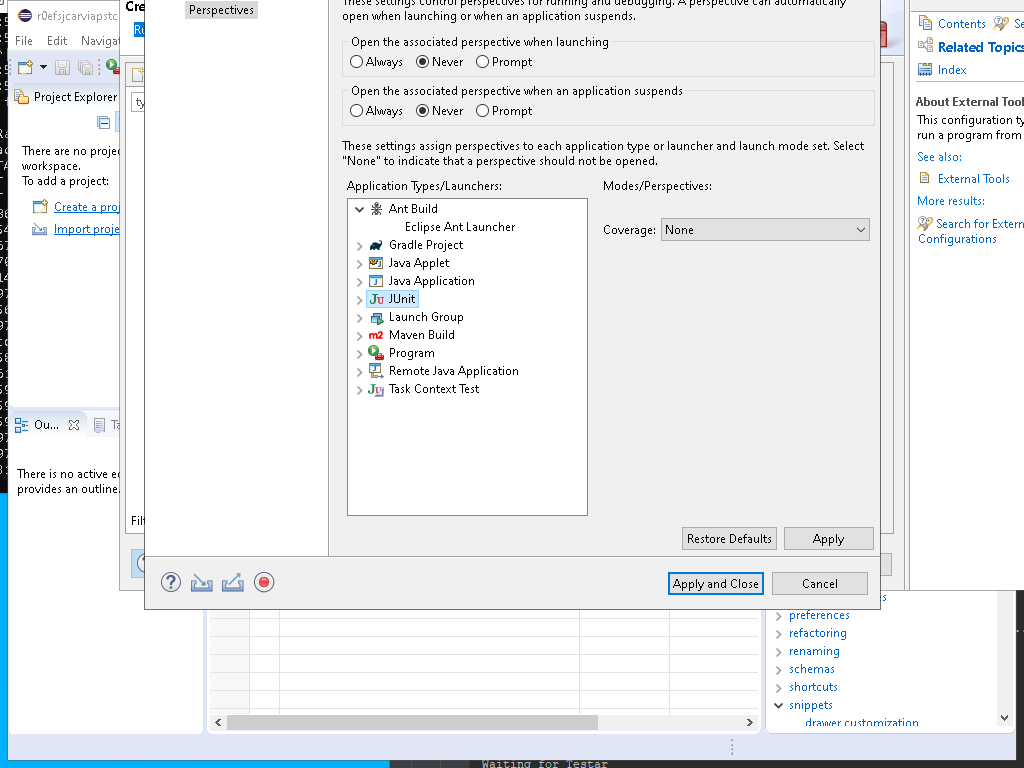 r0efsjcarviapstc
File Edit Navigat
Project Explorer
There are no proje
workspace.
To add a project:
Create a proj
Import proje
Ou...
Ta
There is no active e
provides an outline.
Cre
Ru
ty
Filt
Perspectives
These settings control perspectives for running and debugging. A perspective can automatically
open when launching or when an application suspends.
Open the associated perspective when launching
Always Never Prompt
Open the associated perspective when an application suspends
Always Never Prompt
These settings assign perspectives to each application type or launcher and launch mode set. Select
"None" to indicate that a perspective should not be opened.
Application Types/Launchers:
Modes/Perspectives:
Ant Build
Eclipse Ant Launcher
Gradle Project
Java Applet
Java Application
JUnit
Launch Group
Maven Build
Program
Remote Java Application
Task Context Test
Coverage: None
Restore Defaults Apply
Apply and Close Cancel
Contents Se
Related Topics
Index
About External Tool
This configuration ty
run a program from
See also:
External Tools
More results:
Search for Extern
Configurations
preferences
refactoring
renaming
schemas
shortcuts
snippets
drawer customization
Waiting for Testar